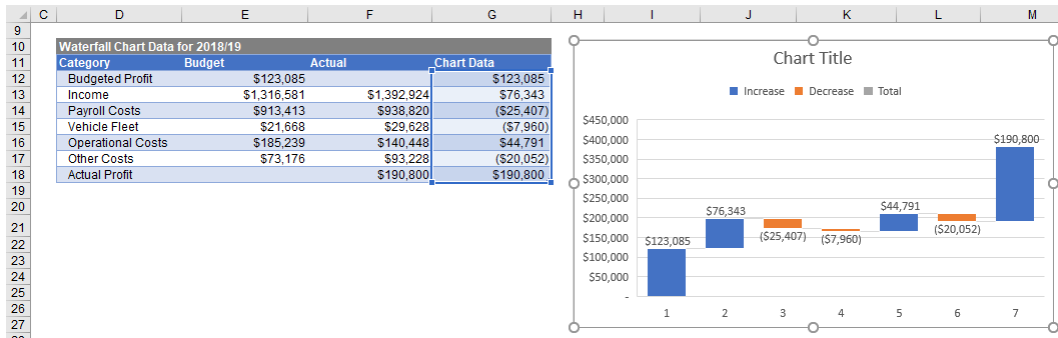 C D E F G H I J K L M
9
10 Waterfall Chart Data for 2018/19
11 Category Budget Actual Chart Data
12 Budgeted Profit $123,085 $123,085
13 Income $1,316,581 $1,392,924 $76,343
14 Payroll Costs $913,413 $938,820 ($25,407)
15 Vehicle Fleet $21,668 $29,628 ($7,960)
16 Operational Costs $185,239 $140,448 $44,791
17 Other Costs $73,176 $93,228 ($20,052)
18 Actual Profit $190,800 $190,800
19
20
21
22
23
24
25
26
27
Chart Title
Increase Decrease Total
$450,000
$400,000
$350,000
$300,000
$250,000
$200,000
$150,000
$100,000
$50,000
-
$123,085
$76,343
($25,407)
($7,960)
$44,791
($20,052)
$190,800
1 2 3 4 5 6 7